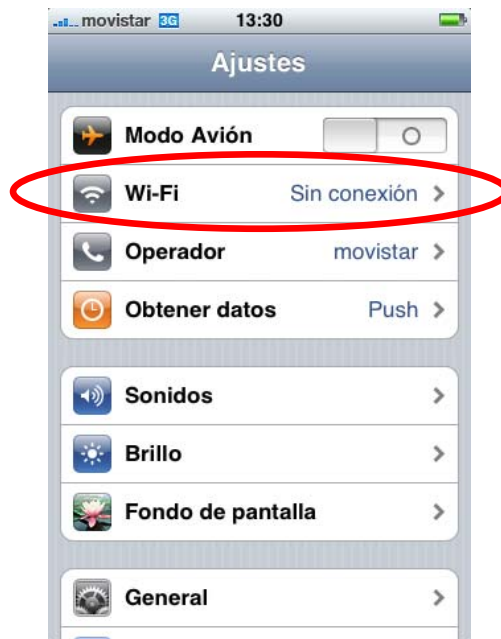 movistar 3G 13:30
Ajustes
Modo Avión
Wi-Fi Sin conexión
Operador movistar
Obtener datos Push
Sonidos
Brillo
Fondo de pantalla
General